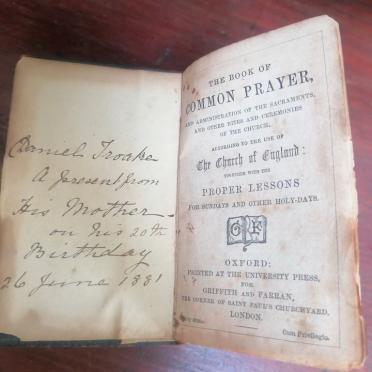 Daniel Troake
A present from
His Mother
on his 20th
Birthday
26 June 1881
THE BOOK OF
COMMON PRAYER,
AND ADMINISTRATION OF THE SACRAMENTS,
AND OTHER RITES AND CEREMONIES
OF THE CHURCH,
ACCORDING TO THE USE OF
The Church of England:
TOGETHER WITH THE
PROPER LESSONS
FOR SUNDAYS AND OTHER HOLY-DAYS.
G F
OXFORD:
PRINTED AT THE UNIVERSITY PRESS,
FOR
GRIFFITH AND FARRAN,
THE CORNER OF SAINT PAUL'S CHURCHYARD,
LONDON.
Cum Privilegio.